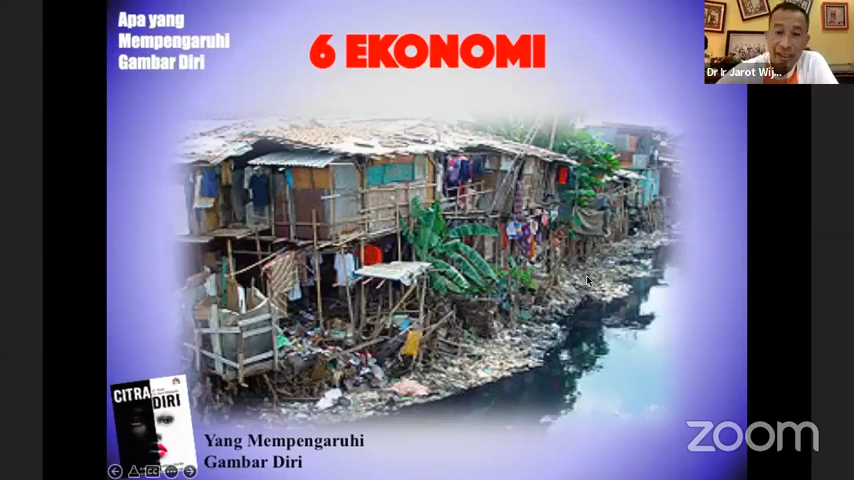 Apa yang
Mempengaruhi
Gambar Diri
6 EKONOMI
Dr Ir Jarot Wij...
CITRA
DIRI
Yang Mempengaruhi
Gambar Diri
zoom